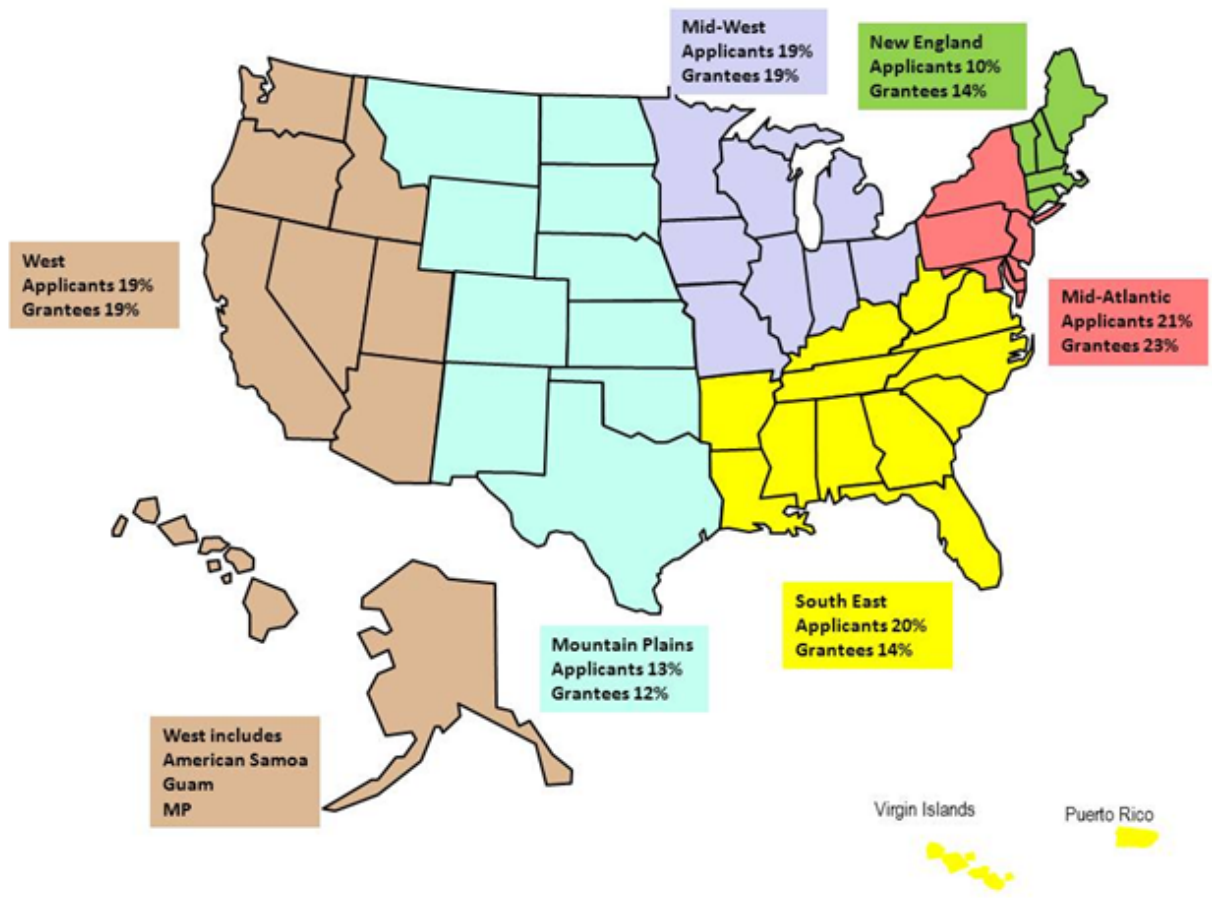 Mid-West
Applicants 19%
Grantees 19%
New England
Applicants 10%
Grantees 14%
West
Applicants 19%
Grantees 19%
Mid-Atlantic
Applicants 21%
Grantees 23%
South East
Applicants 20%
Grantees 14%
Mountain Plains
Applicants 13%
Grantees 12%
West includes
American Samoa
Guam
MP
Virgin Islands
Puerto Rico